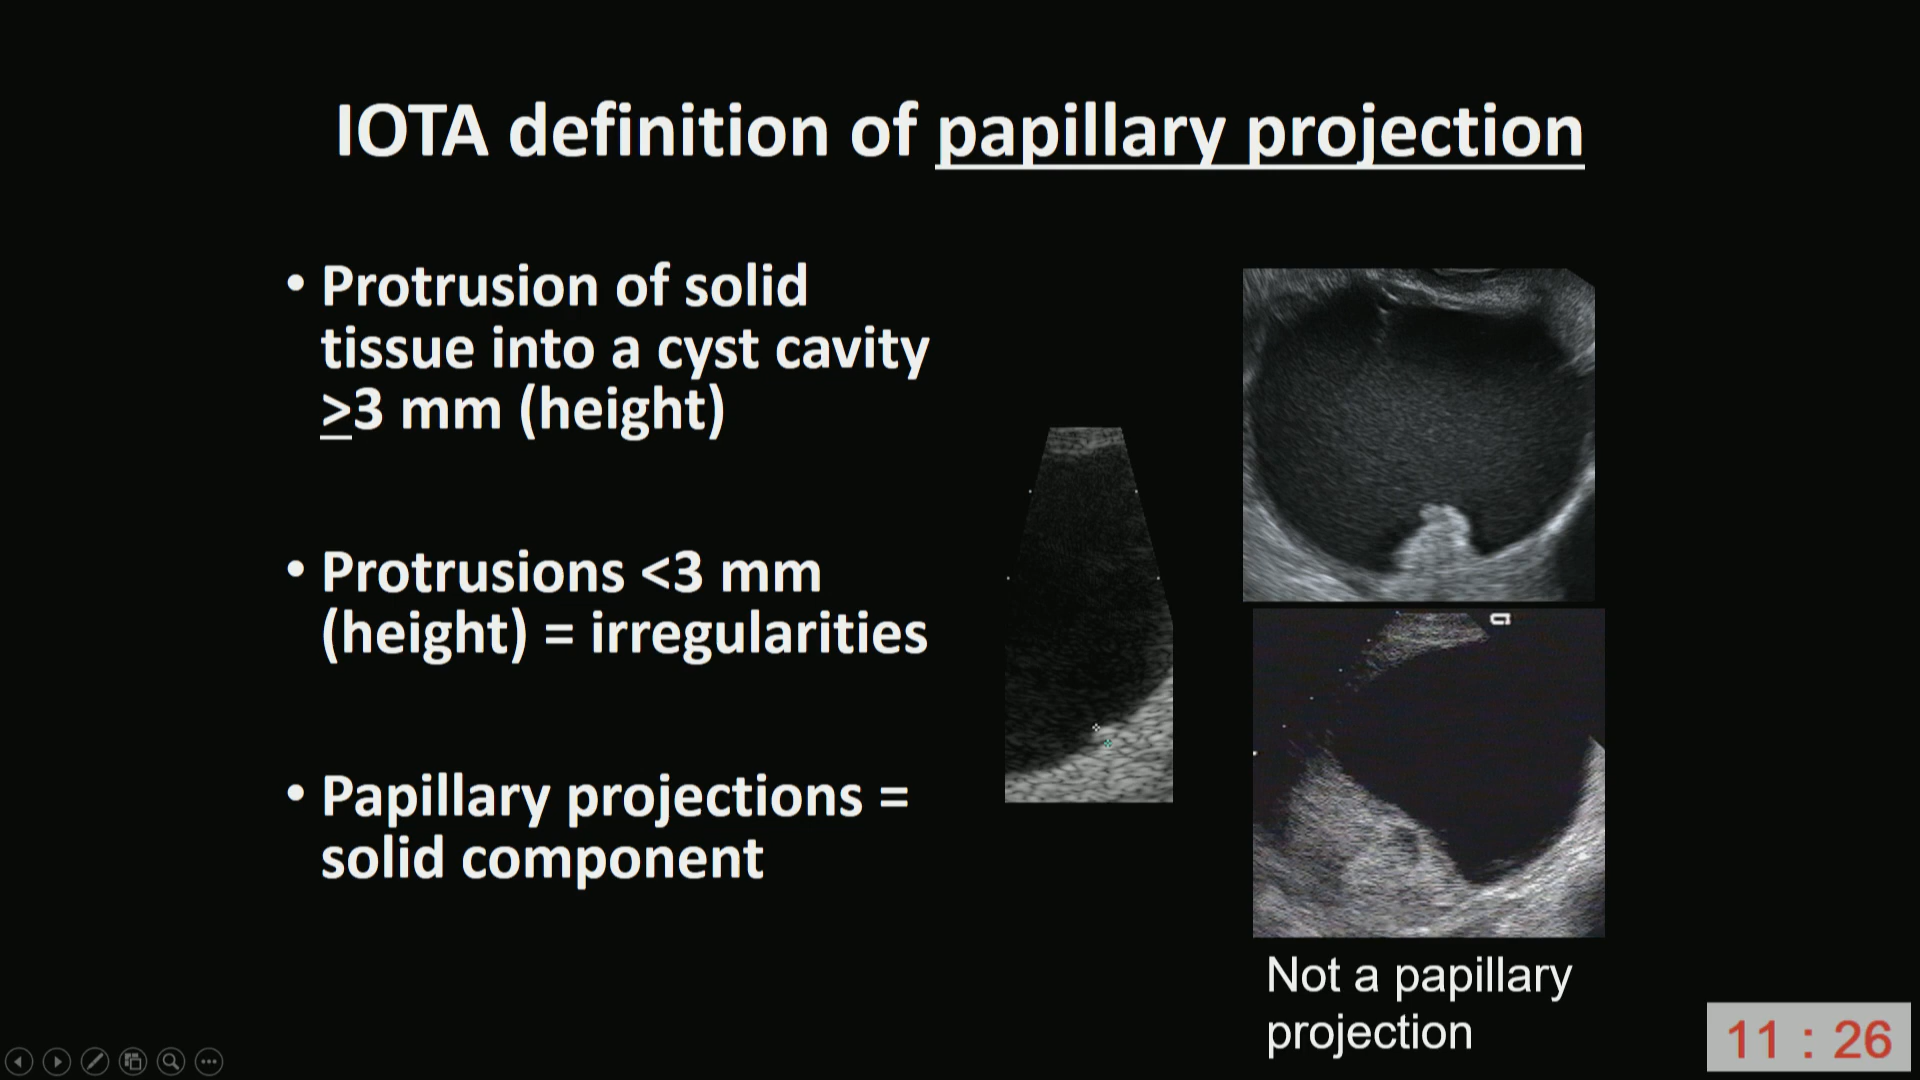 IOTA definition of papillary projection
• Protrusion of solid
tissue into a cyst cavity
≥3 mm (height)
• Protrusions <3 mm
(height) = irregularities
• Papillary projections =
solid component
Not a papillary
projection
11 : 26